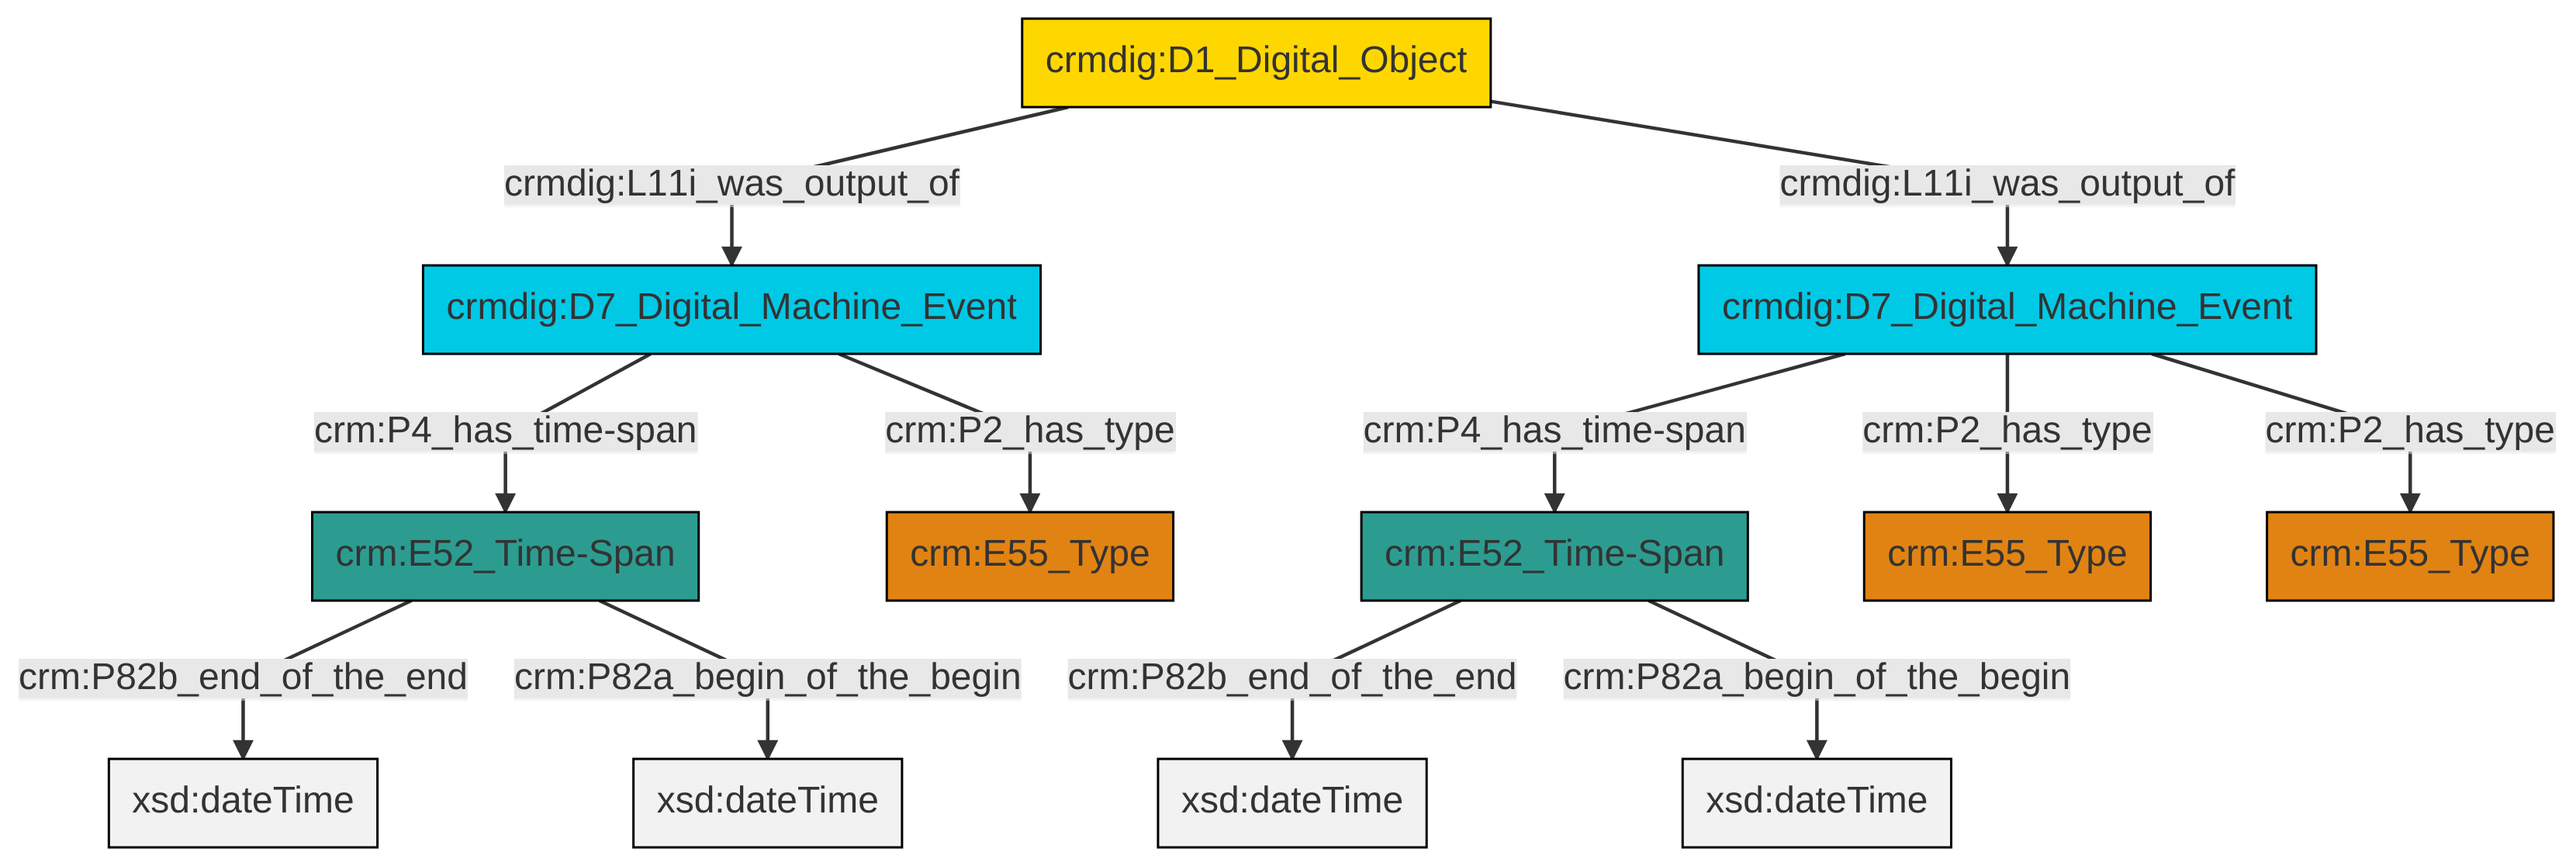 crmdig:D1_Digital_Object
crmdig:L11i_was_output_of
crmdig:L11i_was_output_of
crmdig:D7_Digital_Machine_Event
crmdig:D7_Digital_Machine_Event
crm:P4_has_time-span
crm:P2_has_type
crm:P4_has_time-span
crm:P2_has_type
crm:P2_has_type
crm:E52_Time-Span
crm:E55_Type
crm:E52_Time-Span
crm:E55_Type
crm:E55_Type
crm:P82b_end_of_the_end
crm:P82a_begin_of_the_begin
crm:P82b_end_of_the_end
crm:P82a_begin_of_the_begin
xsd:dateTime
xsd:dateTime
xsd:dateTime
xsd:dateTime